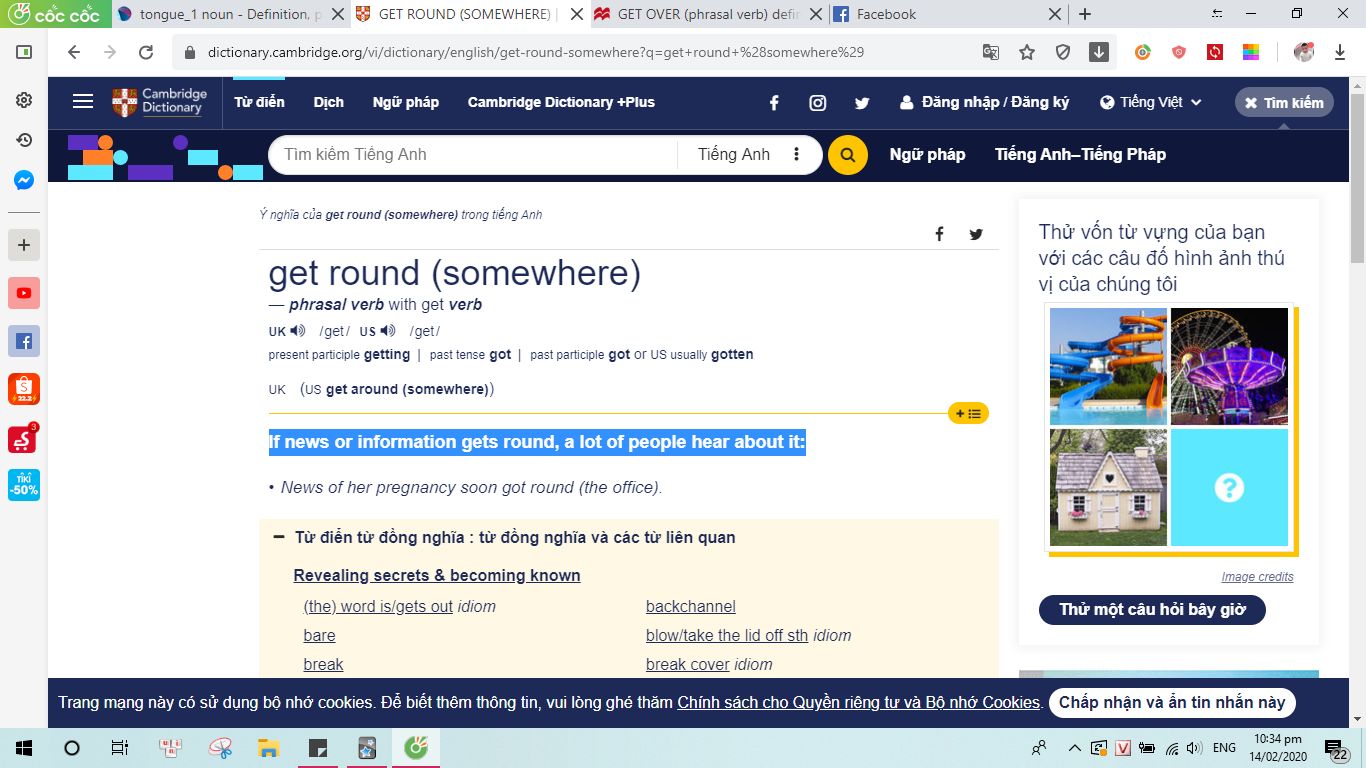 cốc cốc
tongue_1 noun - Definition, p
GET ROUND (SOMEWHERE) |
GET OVER (phrasal verb) defi
Facebook
dictionary.cambridge.org/vi/dictionary/english/get-round-somewhere?q=get+round+%28somewhere%29
Cambridge
Dictionary
Từ điển
Dịch
Ngữ pháp
Cambridge Dictionary +Plus
Đăng nhập / Đăng ký
Tiếng Việt
Tìm kiếm
Tìm kiếm Tiếng Anh
Tiếng Anh
Ngữ pháp
Tiếng Anh–Tiếng Pháp
Ý nghĩa của get round (somewhere) trong tiếng Anh
get round (somewhere)
— phrasal verb with get verb
UK /get/ US /get/
present participle getting | past tense got | past participle got or US usually gotten
UK (US get around (somewhere))
If news or information gets round, a lot of people hear about it:
• News of her pregnancy soon got round (the office).
Từ điển từ đồng nghĩa : từ đồng nghĩa và các từ liên quan
Revealing secrets & becoming known
(the) word is/gets out idiom
backchannel
bare
blow/take the lid off sth idiom
break
break cover idiom
Thử vốn từ vựng của bạn
với các câu đố hình ảnh thú
vị của chúng tôi
?
Image credits
Thử một câu hỏi bây giờ
22.2
3
TIKI
-50%
Trang mạng này có sử dụng bộ nhớ cookies. Để biết thêm thông tin, vui lòng ghé thăm Chính sách cho Quyền riêng tư và Bộ nhớ Cookies.
Chấp nhận và ẩn tin nhắn này
V
ENG
10:34 pm
14/02/2020
22